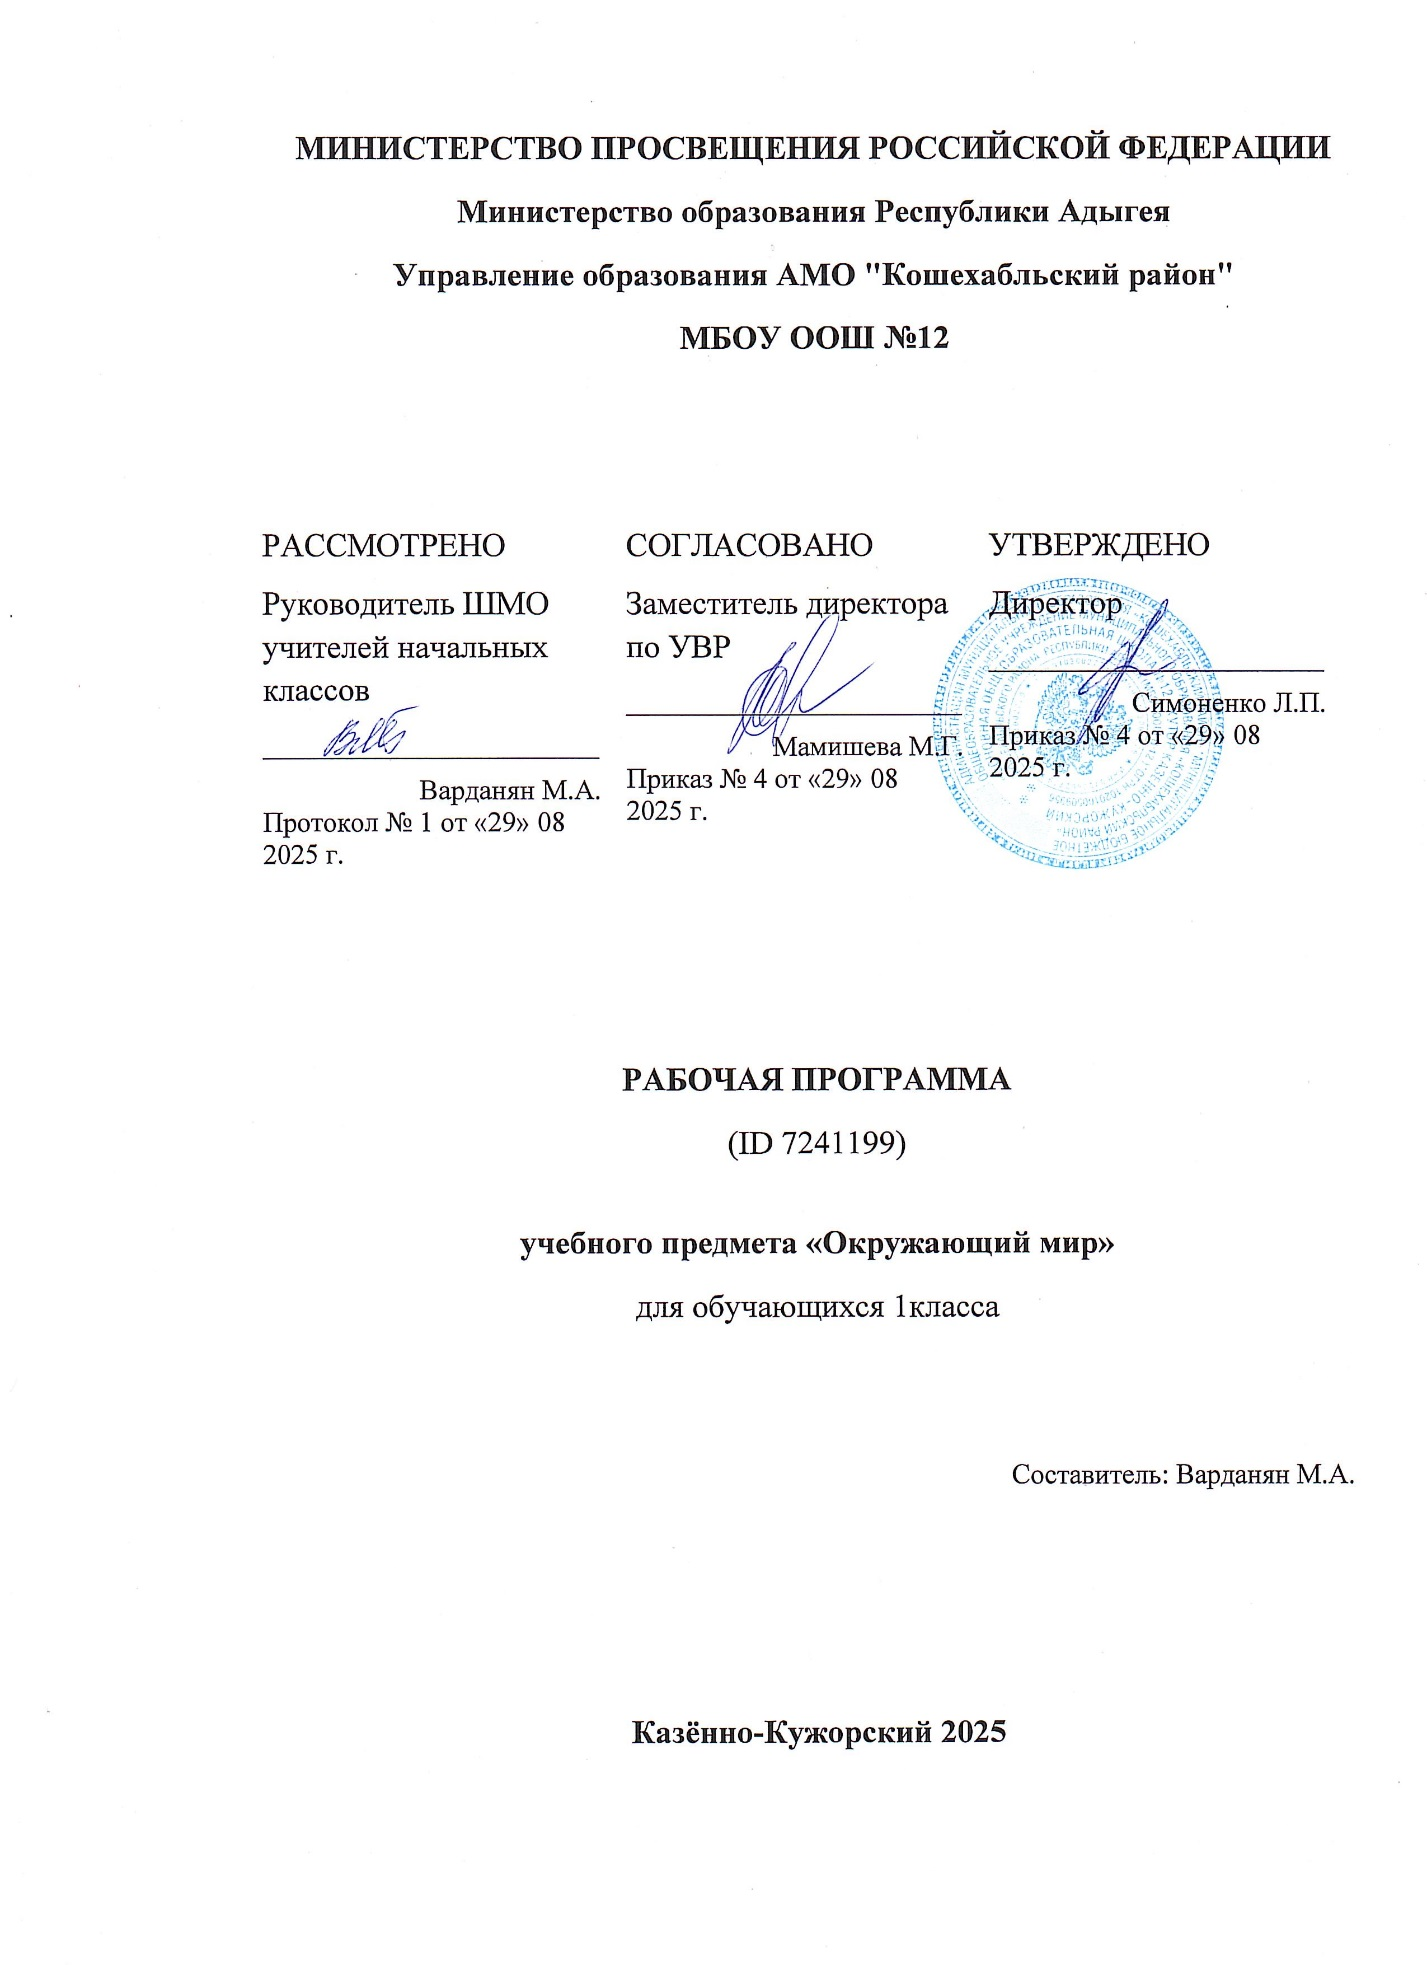 МИНИСТЕРСТВО ПРОСВЕЩЕНИЯ РОССИЙСКОЙ ФЕДЕРАЦИИ
Министерство образования Республики Адыгея
Управление образования АМО "Кошехабльский район"
МБОУ ООШ №12
РАССМОТРЕНО
Руководитель ШМО
учителей начальных
классов
Варданян М.А.
Протокол № 1 от «29» 08
2025 г.
СОГЛАСОВАНО
Заместитель директора
по УВР
Мамишева М.Г.
Приказ № 4 от «29» 08
2025 г.
УТВЕРЖДЕНО
Директор
Симоненко Л.П.
Приказ № 4 от «29» 08
2025 г.
РАБОЧАЯ ПРОГРАММА
(ID 7241199)
учебного предмета «Окружающий мир»
для обучающихся 1класса
Составитель: Варданян М.А.
Казённо-Кужорский 2025